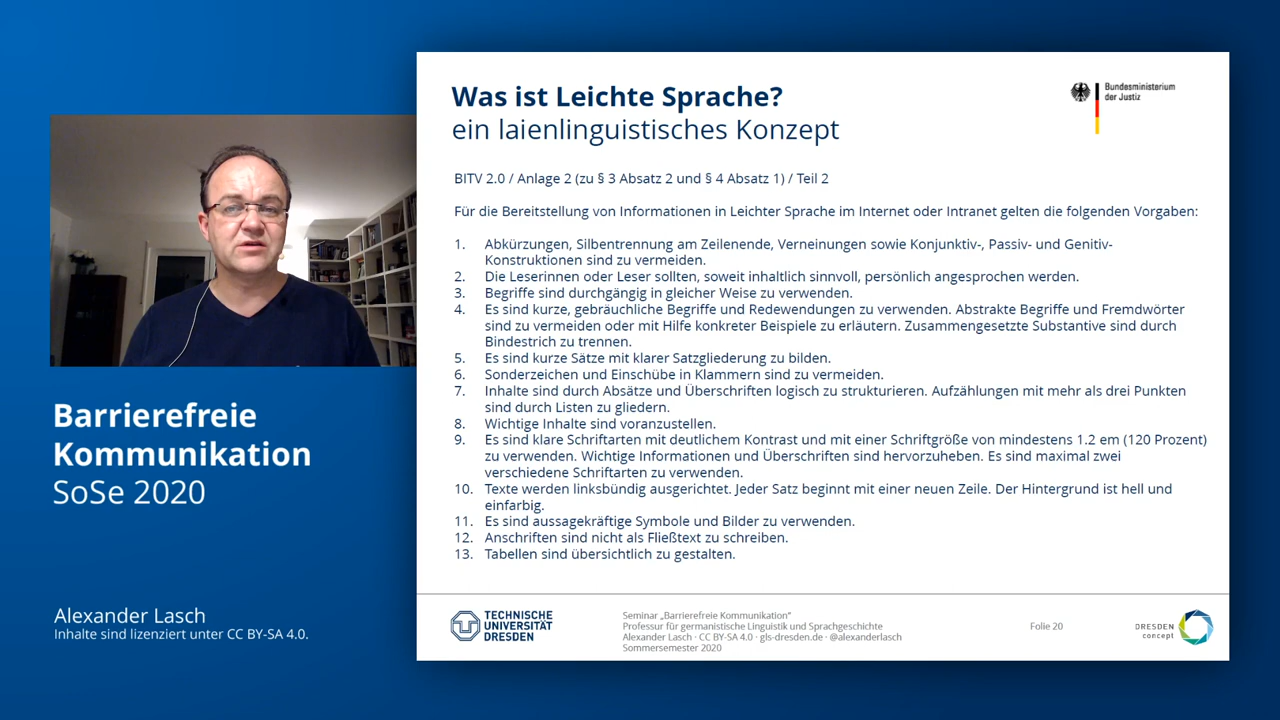 Was ist Leichte Sprache?
ein laienlinguistisches Konzept
Bundesministerium
der Justiz
BITV 2.0 / Anlage 2 (zu § 3 Absatz 2 und § 4 Absatz 1) / Teil 2
Für die Bereitstellung von Informationen in Leichter Sprache im Internet oder Intranet gelten die folgenden Vorgaben:
1. Abkürzungen, Silbentrennung am Zeilenende, Verneinungen sowie Konjunktiv-, Passiv- und Genitiv-
Konstruktionen sind zu vermeiden.
2. Die Leserinnen oder Leser sollten, soweit inhaltlich sinnvoll, persönlich angesprochen werden.
3. Begriffe sind durchgängig in gleicher Weise zu verwenden.
4. Es sind kurze, gebräuchliche Begriffe und Redewendungen zu verwenden. Abstrakte Begriffe und Fremdwörter
sind zu vermeiden oder mit Hilfe konkreter Beispiele zu erläutern. Zusammengesetzte Substantive sind durch
Bindestrich zu trennen.
5. Es sind kurze Sätze mit klarer Satzgliederung zu bilden.
6. Sonderzeichen und Einschübe in Klammern sind zu vermeiden.
7. Inhalte sind durch Absätze und Überschriften logisch zu strukturieren. Aufzählungen mit mehr als drei Punkten
sind durch Listen zu gliedern.
8. Wichtige Inhalte sind voranzustellen.
9. Es sind klare Schriftarten mit deutlichem Kontrast und mit einer Schriftgröße von mindestens 1.2 em (120 Prozent)
zu verwenden. Wichtige Informationen und Überschriften sind hervorzuheben. Es sind maximal zwei
verschiedene Schriftarten zu verwenden.
10. Texte werden linksbündig ausgerichtet. Jeder Satz beginnt mit einer neuen Zeile. Der Hintergrund ist hell und
einfarbig.
11. Es sind aussagekräftige Symbole und Bilder zu verwenden.
12. Anschriften sind nicht als Fließtext zu schreiben.
13. Tabellen sind übersichtlich zu gestalten.
Barrierefreie
Kommunikation
SoSe 2020
Alexander Lasch
Inhalte sind lizenziert unter CC BY-SA 4.0.
TECHNISCHE
UNIVERSITÄT
DRESDEN
Seminar „Barrierefreie Kommunikation“
Professur für germanistische Linguistik und Sprachgeschichte
Alexander Lasch · CC BY-SA 4.0 · gls-dresden.de · @alexanderlasch
Sommersemester 2020
Folie 20
DRESDEN
concept